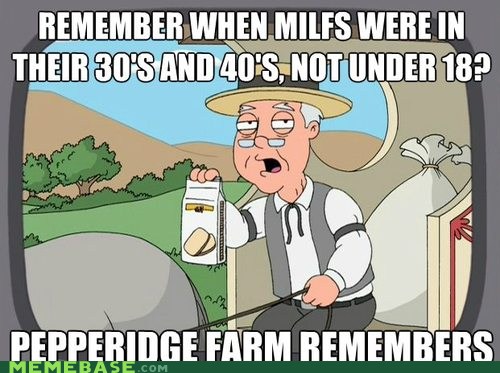 REMEMBER WHEN MILFS WERE IN
THEIR 30'S AND 40'S, NOT UNDER 18?
PEPPERIDGE FARM REMEMBERS
MEMEBASE.com